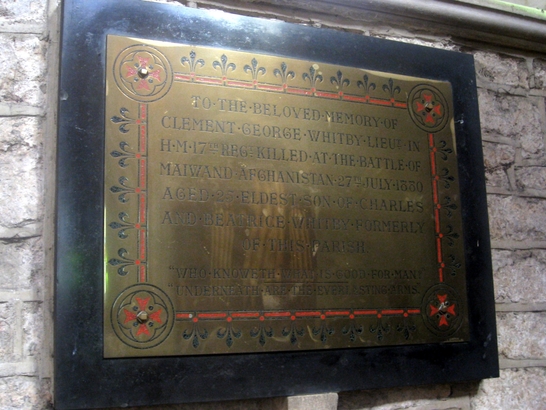 TO·THE·BELOVED·MEMORY·OF
CLEMENT·GEORGE·WHITBY·LIEUT·IN
H·M·17TH REGT·KILLED·AT·THE·BATTLE·OF
MAIWAND·AFGHANISTAN·27TH·JULY·1880
AGED·25·ELDEST·SON·OF·CHARLES
AND·BEATRICE·WHITBY·FORMERLY
OF·THIS·PARISH
"WHO·KNOWETH·WHAT·IS·GOOD·FOR·MAN?
"UNDERNEATH·ARE·THE·EVERLASTING·ARMS"